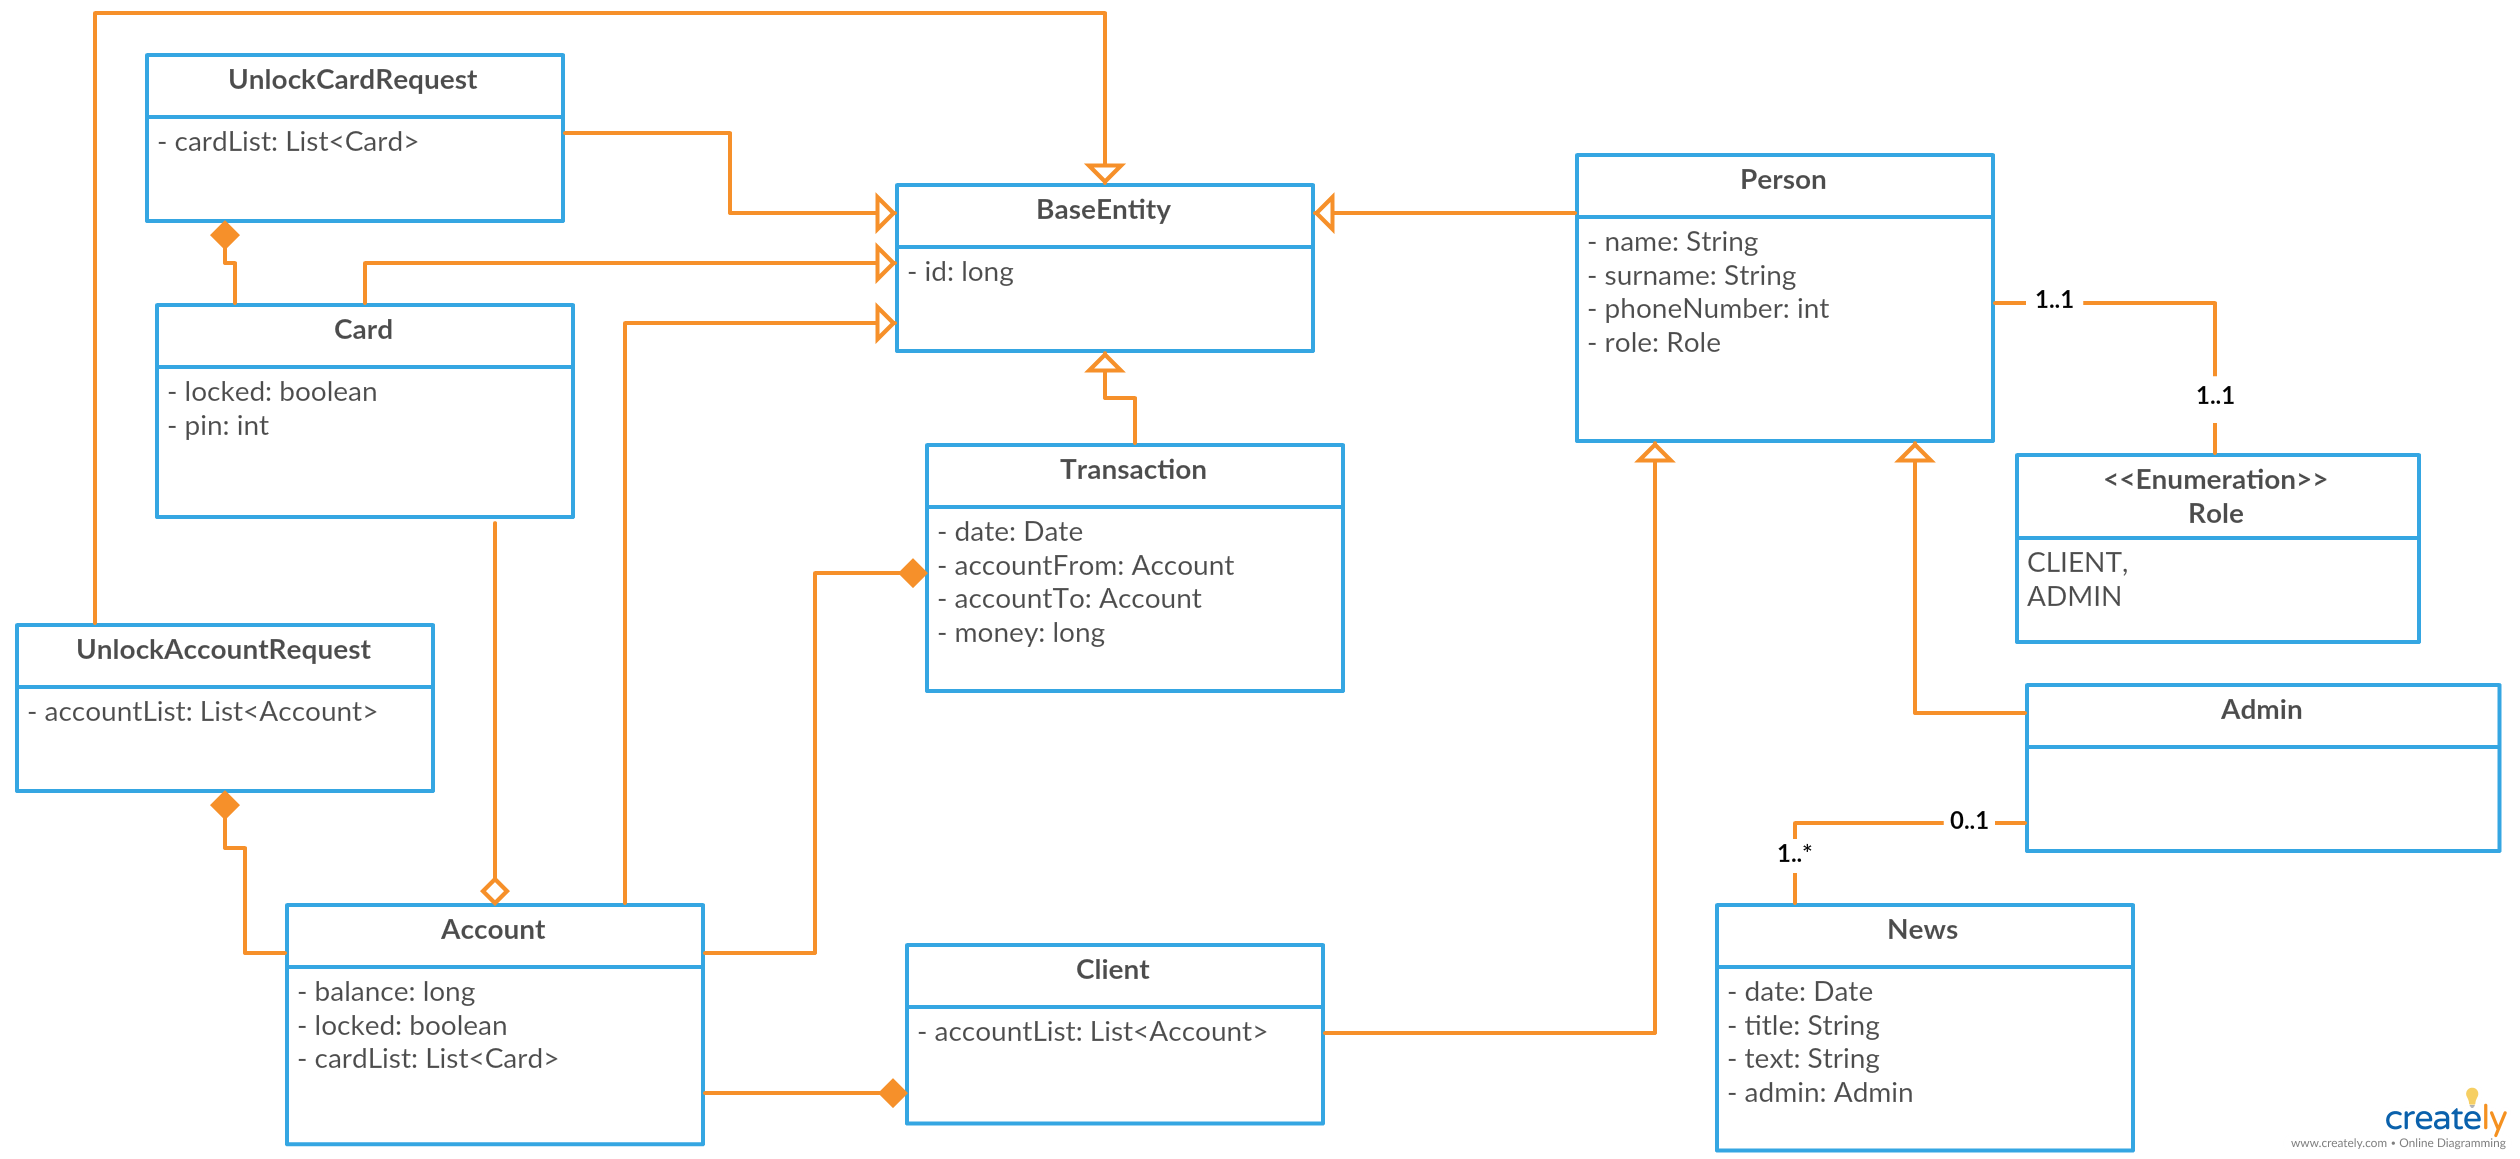 UnlockCardRequest
- cardList: List<Card>
BaseEntity
- id: long
Person
- name: String
- surname: String
- phoneNumber: int
- role: Role
1..1
1..1
Card
- locked: boolean
- pin: int
Transaction
- date: Date
- accountFrom: Account
- accountTo: Account
- money: long
<<Enumeration>>
Role
CLIENT,
ADMIN
UnlockAccountRequest
- accountList: List<Account>
Admin
0..1
1..*
Account
- balance: long
- locked: boolean
- cardList: List<Card>
Client
- accountList: List<Account>
News
- date: Date
- title: String
- text: String
- admin: Admin
creately
www.creately.com • Online Diagramming